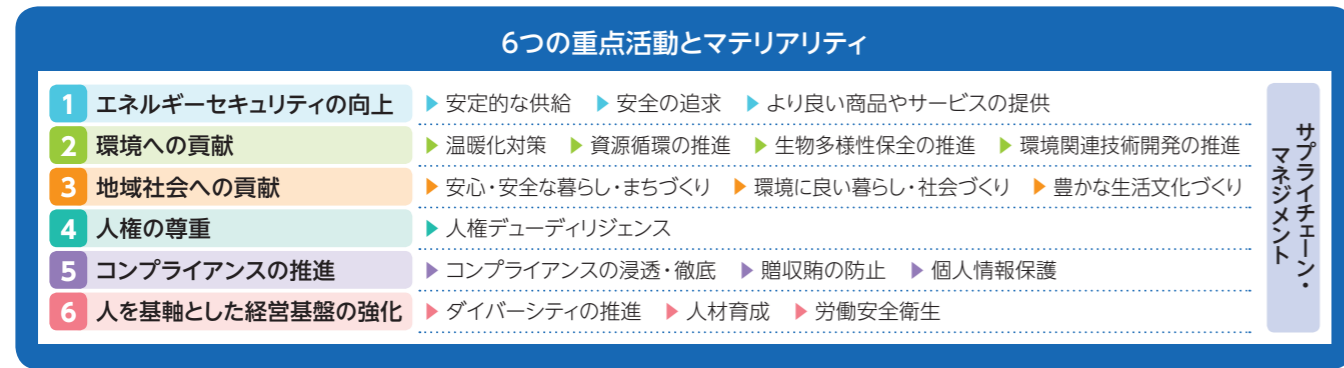 6つの重点活動とマテリアリティ
1 エネルギーセキュリティの向上 ▶安定的な供給 ▶安全の追求 ▶より良い商品やサービスの提供
2 環境への貢献 ▶温暖化対策 ▶資源循環の推進 ▶生物多様性保全の推進 ▶環境関連技術開発の推進
3 地域社会への貢献 ▶安心・安全な暮らし・まちづくり ▶環境に良い暮らし・社会づくり ▶豊かな生活文化づくり
4 人権の尊重 ▶人権デューディリジェンス
5 コンプライアンスの推進 ▶コンプライアンスの浸透・徹底 ▶贈収賄の防止 ▶個人情報保護
6 人を基軸とした経営基盤の強化 ▶ダイバーシティの推進 ▶人材育成 ▶労働安全衛生
サプライチェーン・
マネジメント